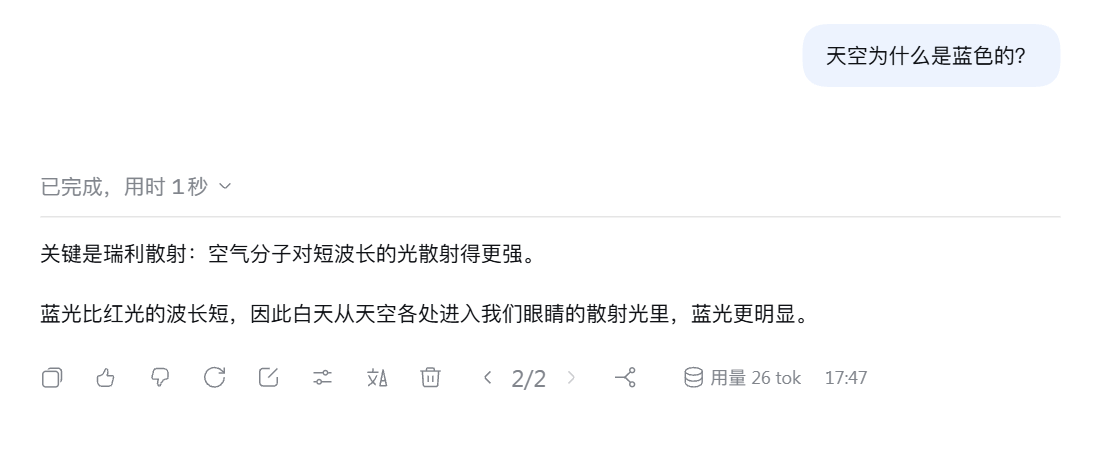 天空为什么是蓝色的？
已完成，用时 1秒
关键是瑞利散射：空气分子对短波长的光散射得更强。
蓝光比红光的波长短，因此白天从天空各处进入我们眼睛的散射光里，蓝光更明显。
2/2 用量 26 tok 17:47